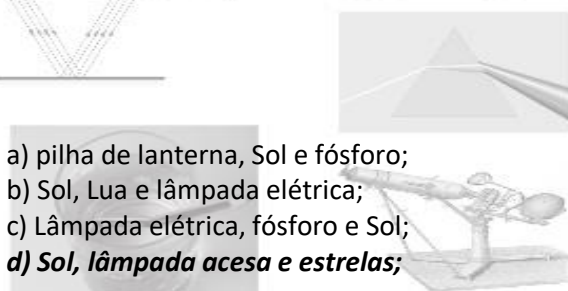 a) pilha de lanterna, Sol e fósforo;
b) Sol, Lua e lâmpada elétrica;
c) Lâmpada elétrica, fósforo e Sol;
d) Sol, lâmpada acesa e estrelas;